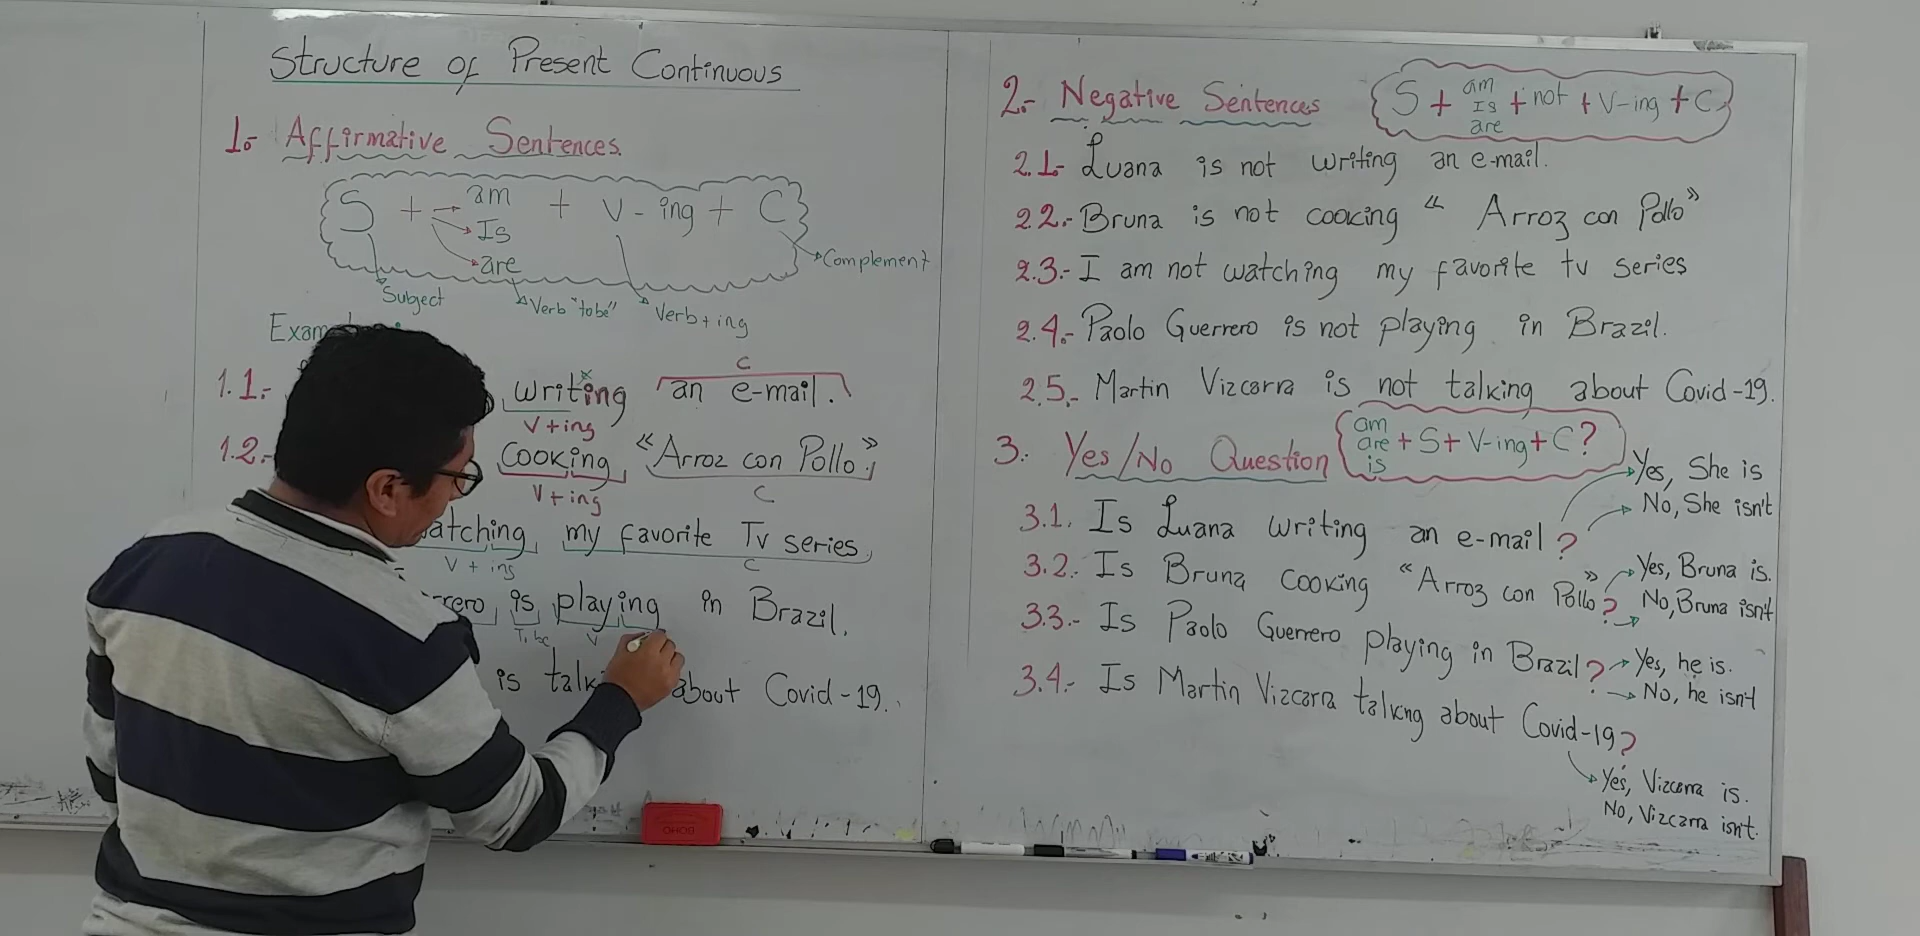 Structure of Present Continuous
1.- Affirmative Sentences.
S + am + V - ing + C
Is
are
Complement
Subject
Verb "to be"
Verb + ing
C
1.1.- writing an e-mail.
V+ing
1.2.- Cooking "Arroz con Pollo".
V+ing C
my favorite Tv series
V + ing C
is playing in Brazil.
V
is about Covid-19.
2.- Negative Sentences
S + am + not + V-ing + C
Is
are
2.1.- Luana is not writing an e-mail.
2.2.- Bruna is not cooking " Arroz con Pollo"
2.3.- I am not watching my favorite tv series
2.4.- Paolo Guerrero is not playing in Brazil.
2.5.- Martin Vizcarra is not talking about Covid-19.
3.- Yes/No Question
am
are + S + V-ing + C?
is
Yes, She is
No, She isn't
3.1. Is Luana writing an e-mail?
3.2.- Is Bruna cooking "Arroz con Pollo"?
Yes, Bruna is.
No, Bruna isn't
3.3.- Is Paolo Guerrero playing in Brazil?
Yes, he is.
No, he isn't
3.4.- Is Martin Vizcarra talking about Covid-19?
Yes, Vizcarra is.
No, Vizcarra isn't.